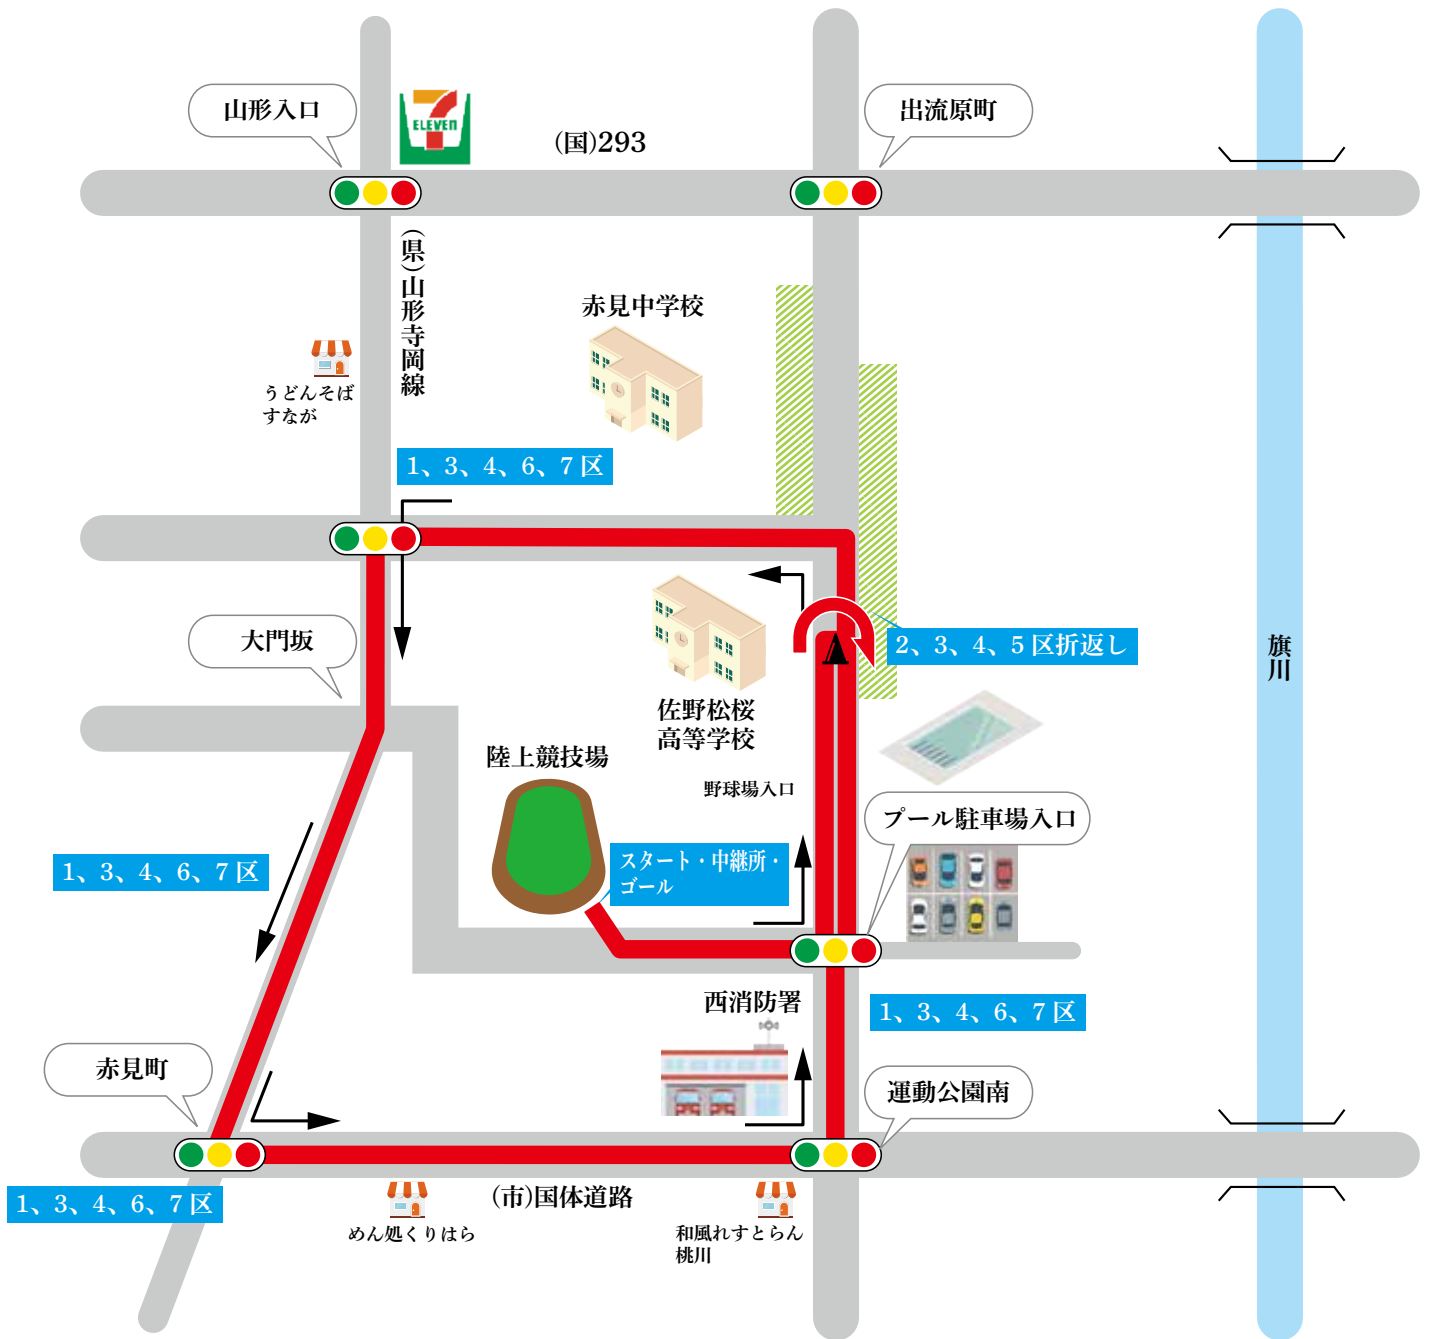 山形入口
ELEVEN
(国)293
出流原町
(県)山形寺岡線
赤見中学校
うどんそば
すなが
1、3、4、6、7 区
大門坂
2、3、4、5 区折返し
旗川
佐野松桜
高等学校
陸上競技場
野球場入口
プール駐車場入口
スタート・中継所・
ゴール
1、3、4、6、7 区
西消防署
1、3、4、6、7 区
赤見町
運動公園南
1、3、4、6、7 区
(市)国体道路
めん処くりはら
和風れすとらん
桃川